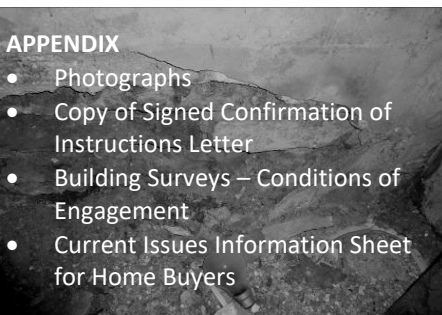 APPENDIX
• Photographs
• Copy of Signed Confirmation of
Instructions Letter
• Building Surveys – Conditions of
Engagement
• Current Issues Information Sheet
for Home Buyers